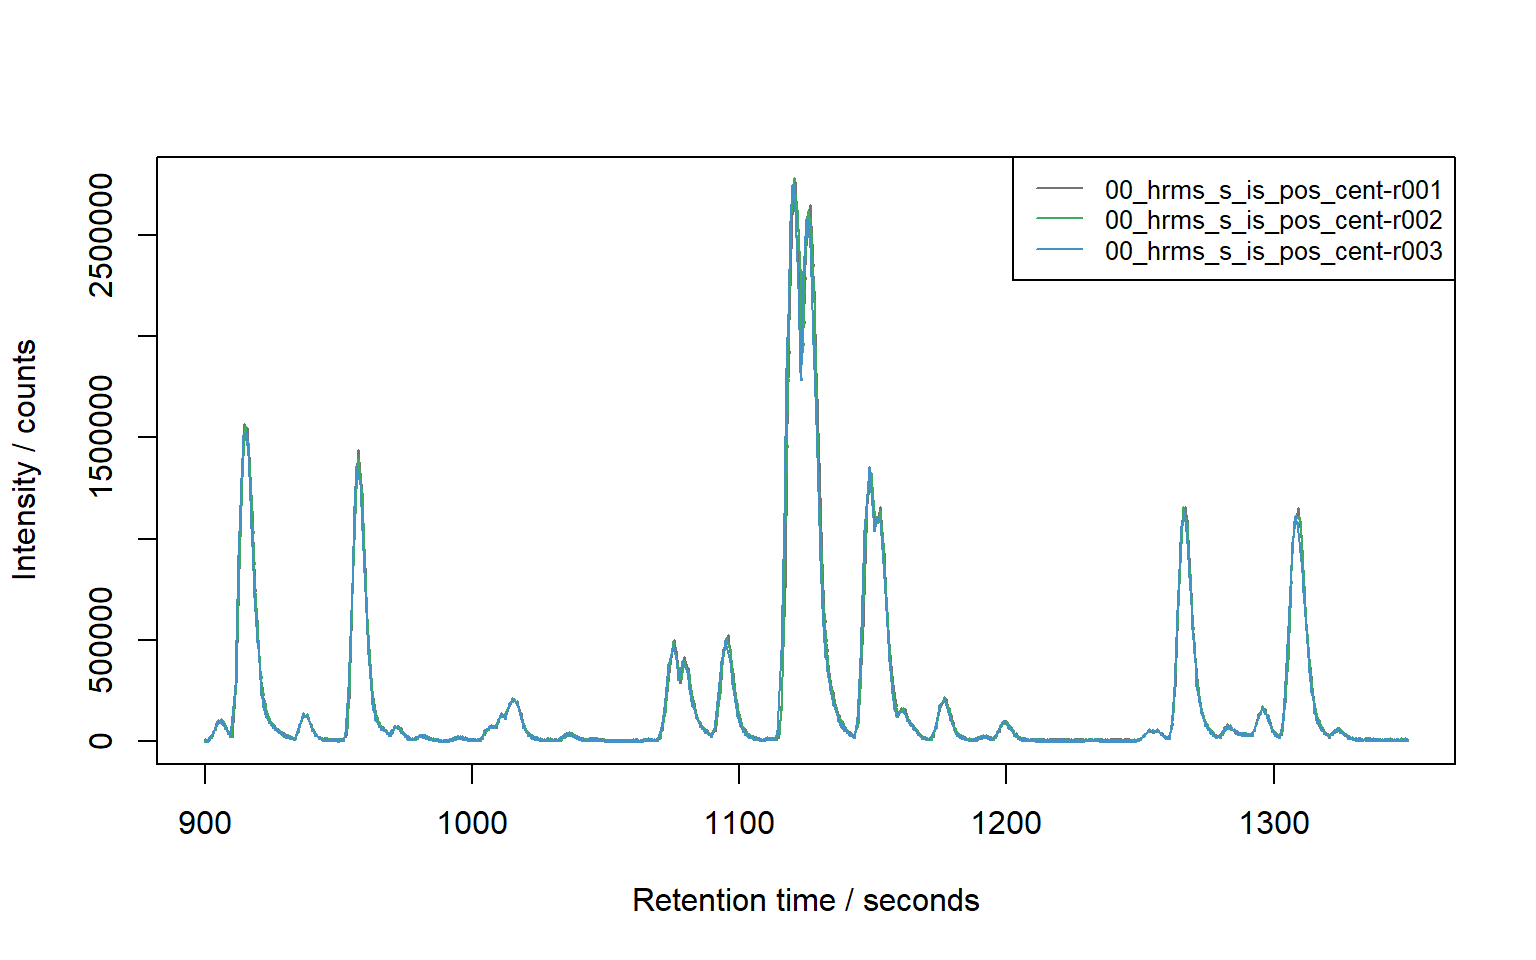 00_hrms_s_is_pos_cent-r001
00_hrms_s_is_pos_cent-r002
00_hrms_s_is_pos_cent-r003
Intensity / counts
2500000
1500000
500000
0
900
1000
1100
1200
1300
Retention time / seconds